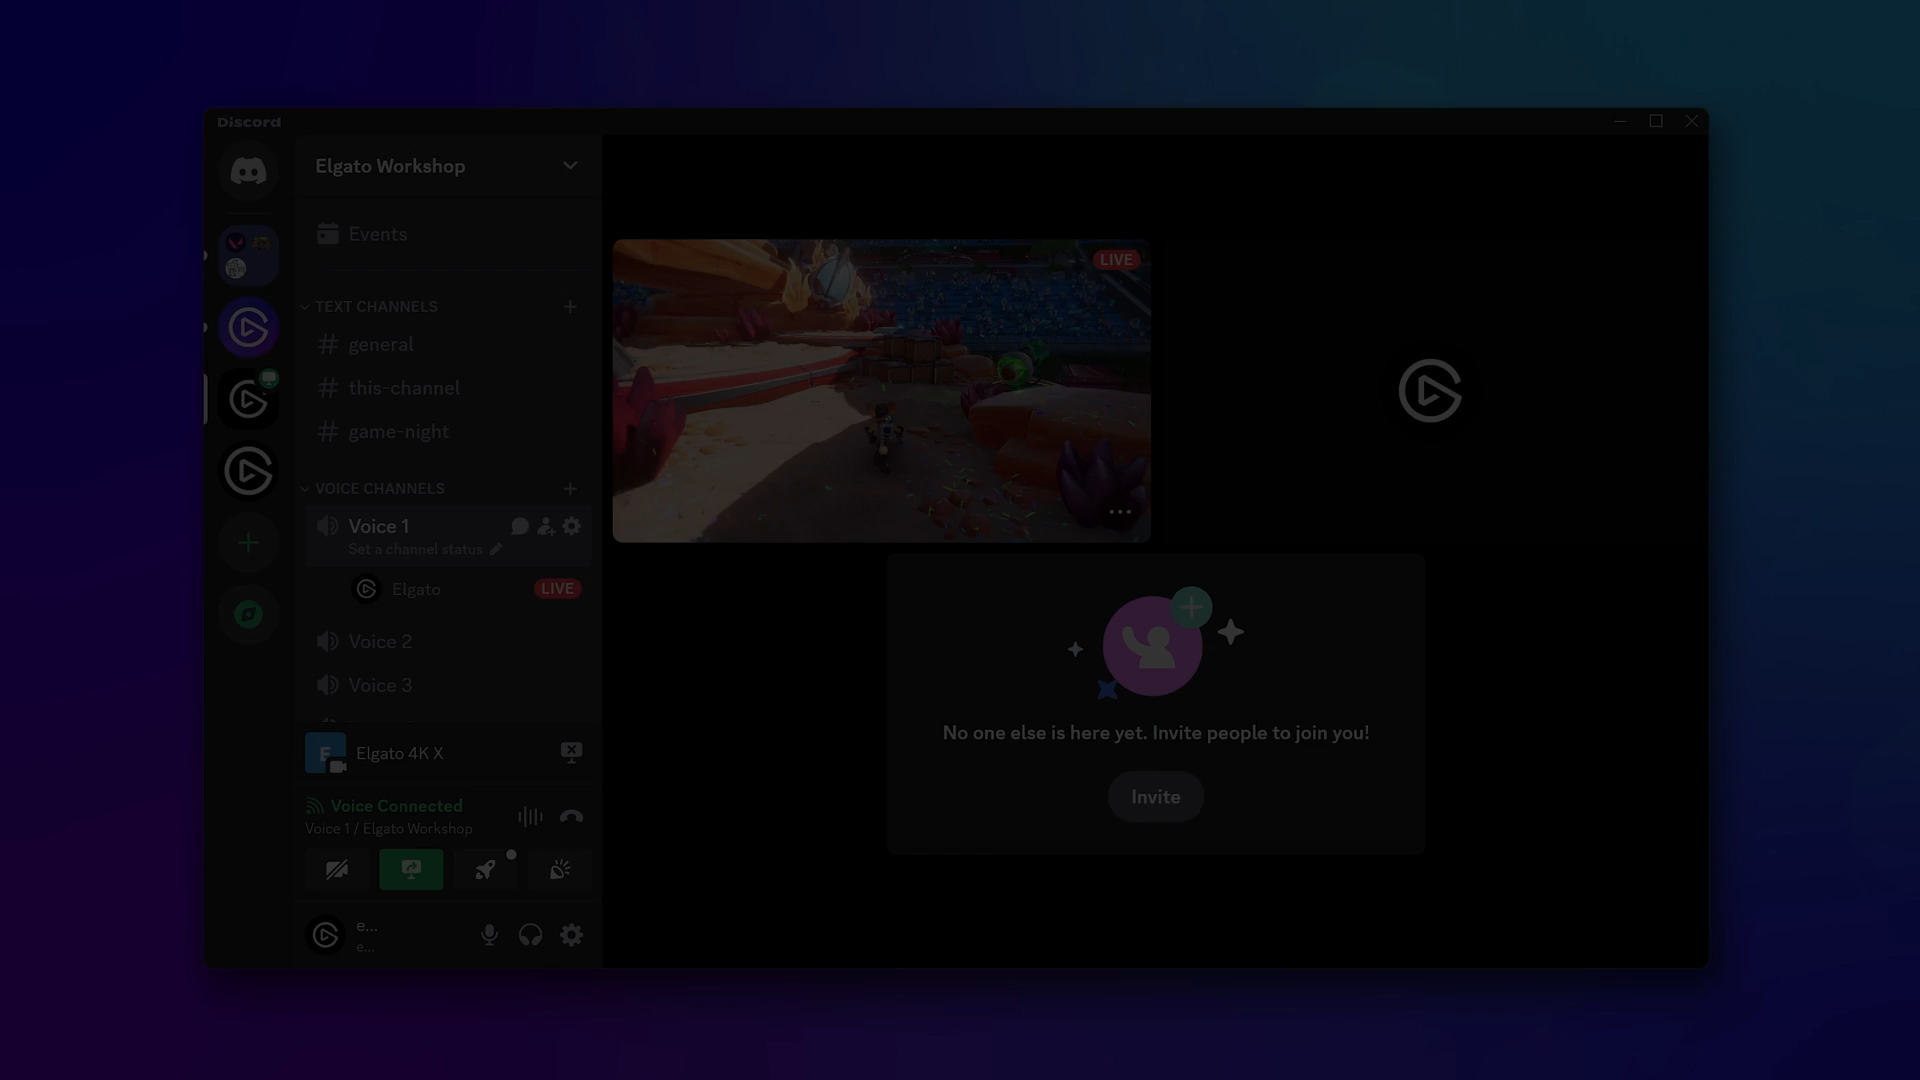 Discord
Elgato Workshop
Events
TEXT CHANNELS
general
this-channel
game-night
VOICE CHANNELS
Voice 1
Set a channel status
Elgato
LIVE
Voice 2
Voice 3
E
Elgato 4K X
Voice Connected
Voice 1 / Elgato Workshop
e...
e...
LIVE
No one else is here yet. Invite people to join you!
Invite